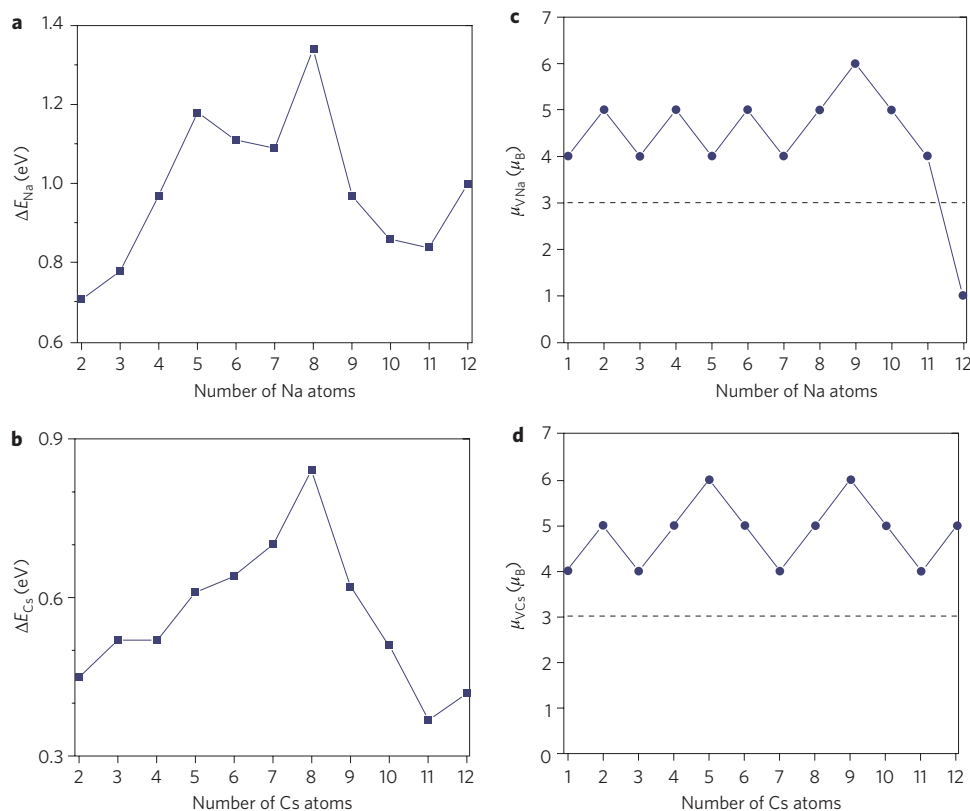 a
1.4
1.2
1.0
0.8
0.6
ΔE_Na (eV)
2 3 4 5 6 7 8 9 10 11 12
Number of Na atoms
c
7
6
5
4
3
2
1
0
μ_VNa (μ_B)
1 2 3 4 5 6 7 8 9 10 11 12
Number of Na atoms
b
0.9
0.6
0.3
ΔE_Cs (eV)
2 3 4 5 6 7 8 9 10 11 12
Number of Cs atoms
d
7
6
5
4
3
2
1
0
μ_VCs (μ_B)
1 2 3 4 5 6 7 8 9 10 11 12
Number of Cs atoms